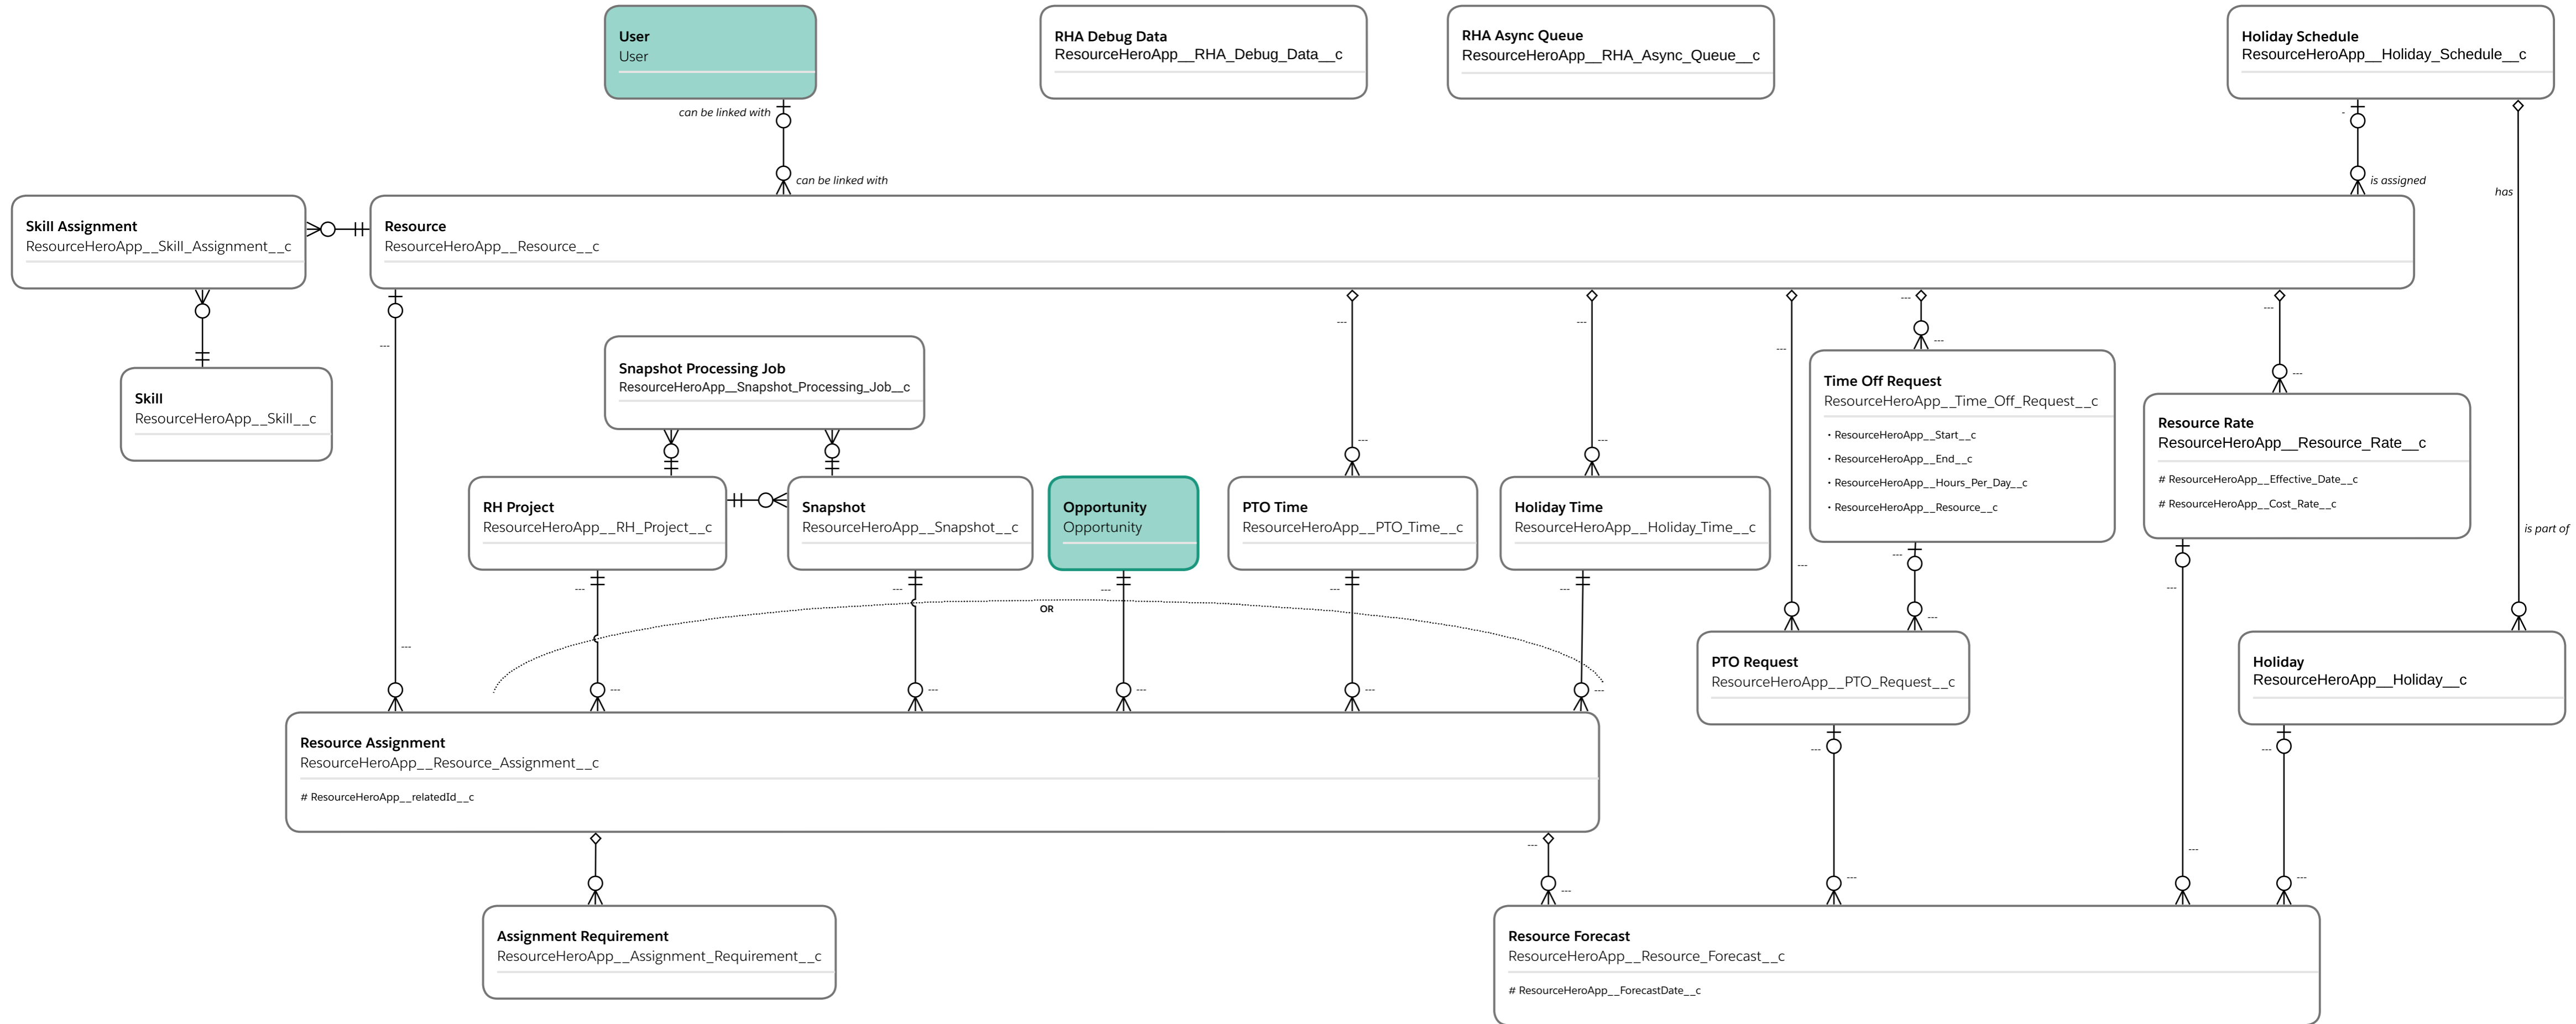 User
User
RHA Debug Data
ResourceHeroApp__RHA_Debug_Data__c
RHA Async Queue
ResourceHeroApp__RHA_Async_Queue__c
Holiday Schedule
ResourceHeroApp__Holiday_Schedule__c
can be linked with
-
can be linked with
is assigned
has
Skill Assignment
ResourceHeroApp__Skill_Assignment__c
Resource
ResourceHeroApp__Resource__c
---
---
---
---
---
---
---
---
Snapshot Processing Job
ResourceHeroApp__Snapshot_Processing_Job__c
Skill
ResourceHeroApp__Skill__c
Time Off Request
ResourceHeroApp__Time_Off_Request__c
• ResourceHeroApp__Start__c
• ResourceHeroApp__End__c
• ResourceHeroApp__Hours_Per_Day__c
• ResourceHeroApp__Resource__c
Resource Rate
ResourceHeroApp__Resource_Rate__c
# ResourceHeroApp__Effective_Date__c
# ResourceHeroApp__Cost_Rate__c
---
---
RH Project
ResourceHeroApp__RH_Project__c
Snapshot
ResourceHeroApp__Snapshot__c
Opportunity
Opportunity
PTO Time
ResourceHeroApp__PTO_Time__c
Holiday Time
ResourceHeroApp__Holiday_Time__c
is part of
---
---
---
---
---
---
---
---
OR
---
---
---
---
---
---
---
PTO Request
ResourceHeroApp__PTO_Request__c
Holiday
ResourceHeroApp__Holiday__c
Resource Assignment
ResourceHeroApp__Resource_Assignment__c
# ResourceHeroApp__relatedId__c
---
---
---
---
---
---
---
Assignment Requirement
ResourceHeroApp__Assignment_Requirement__c
Resource Forecast
ResourceHeroApp__Resource_Forecast__c
# ResourceHeroApp__ForecastDate__c